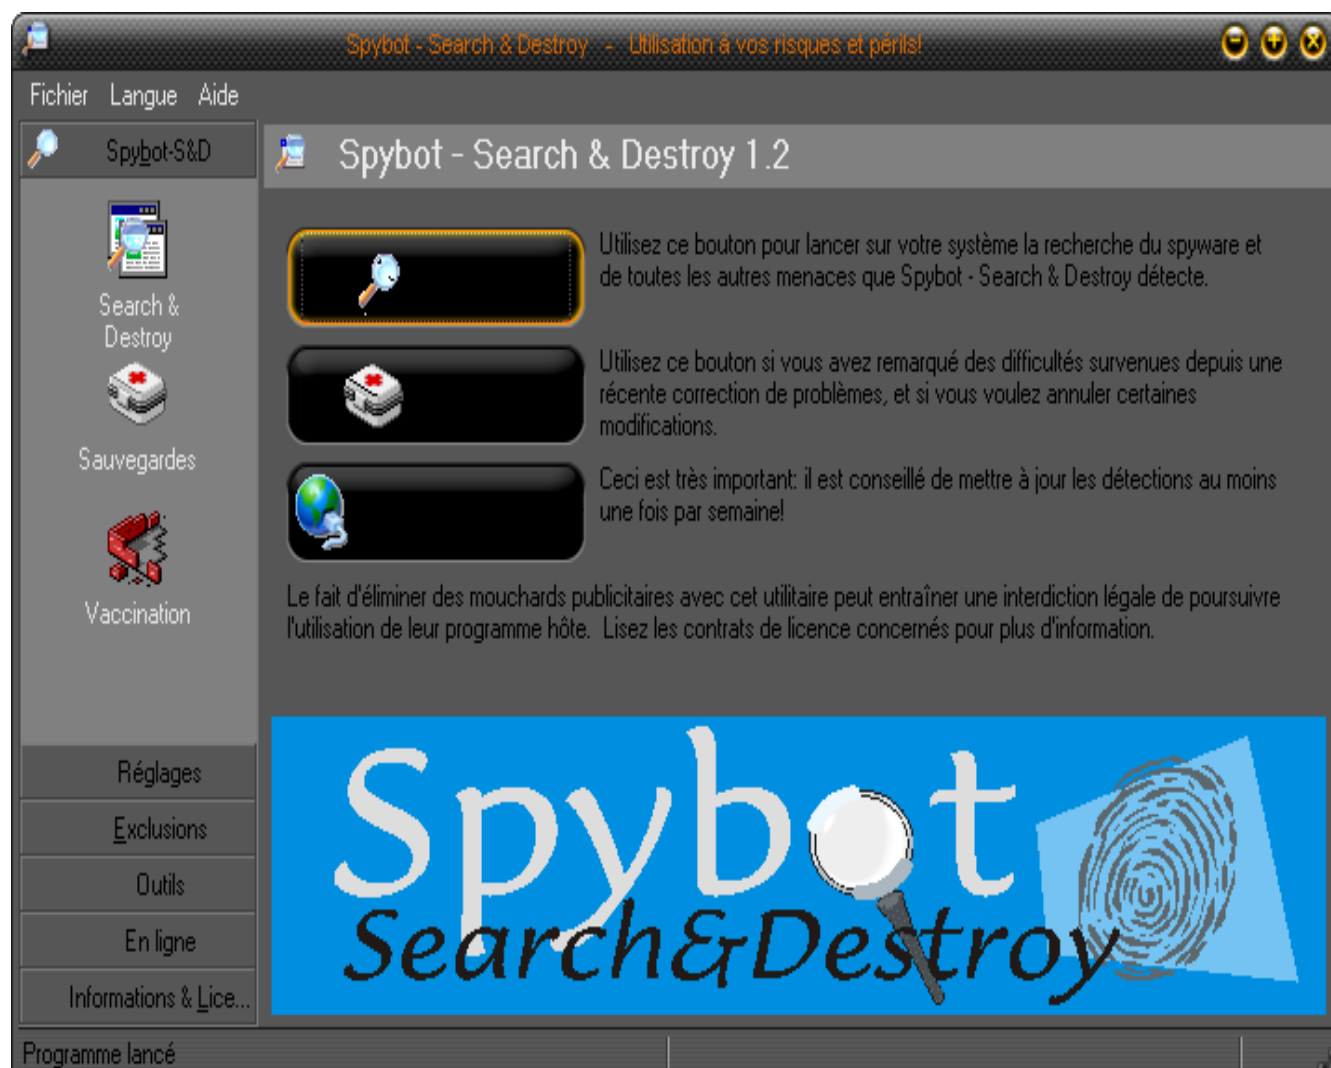 Spybot - Search & Destroy  -  Utilisation à vos risques et périls!
Fichier Langue Aide
Spybot-S&D
Search &
Destroy
Sauvegardes
Vaccination
Réglages
Exclusions
Outils
En ligne
Informations & Lice...
Spybot - Search & Destroy 1.2
Utilisez ce bouton pour lancer sur votre système la recherche du spyware et
de toutes les autres menaces que Spybot - Search & Destroy détecte.
Utilisez ce bouton si vous avez remarqué des difficultés survenues depuis une
récente correction de problèmes, et si vous voulez annuler certaines
modifications.
Ceci est très important: il est conseillé de mettre à jour les détections au moins
une fois par semaine!
Le fait d'éliminer des mouchards publicitaires avec cet utilitaire peut entraîner une interdiction légale de poursuivre
l'utilisation de leur programme hôte.  Lisez les contrats de licence concernés pour plus d'information.
Spybot
Search&Destroy
Programme lancé